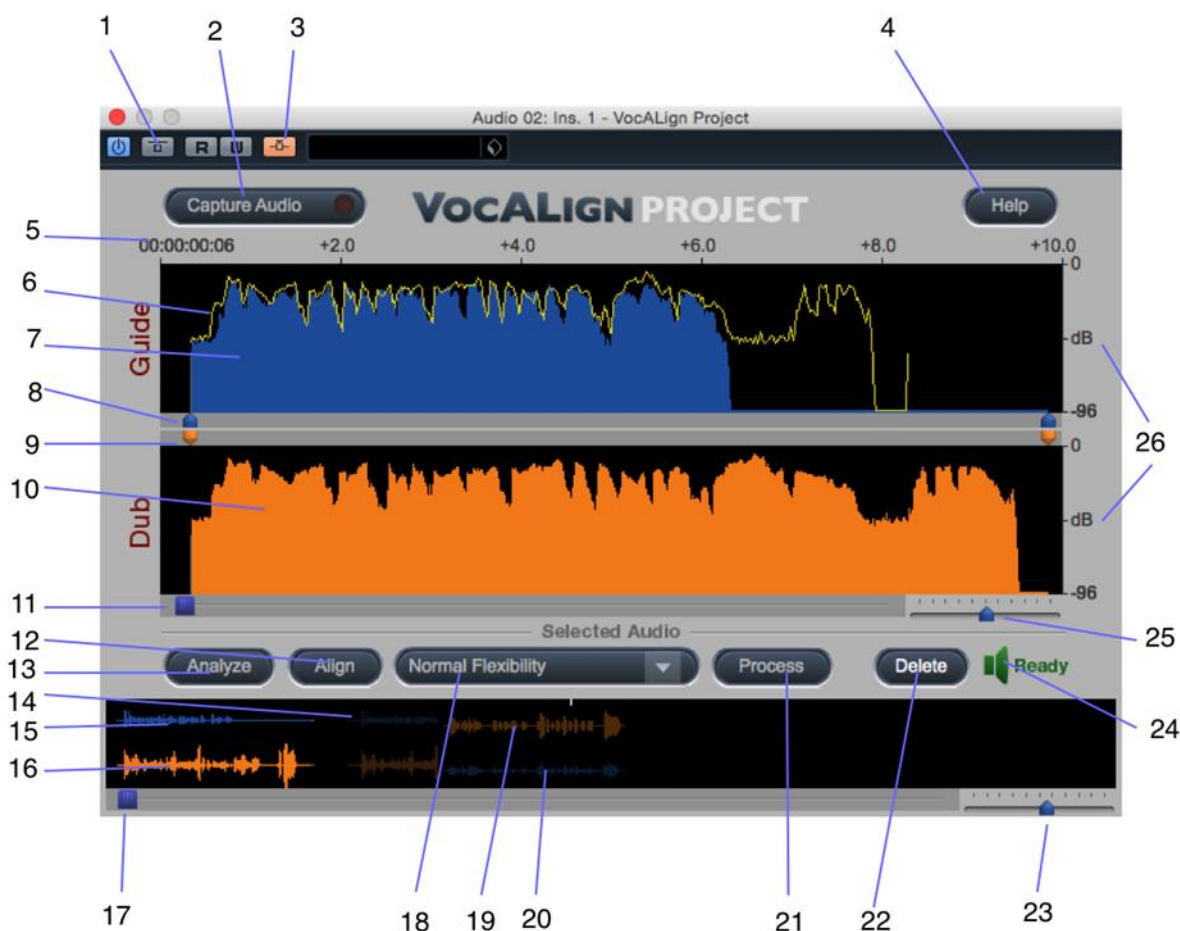 1 2 3 4
Audio 02: Ins. 1 - VocALign Project
R W
Capture Audio VOCALIGN PROJECT Help
5
00:00:00:06 +2.0 +4.0 +6.0 +8.0 +10.0
6 0
Guide
7 dB
8 -96
9 0
26
10
Dub
dB
11 -96
25
12 Selected Audio
13 Analyze Align Normal Flexibility Process Delete Ready
14
15
24
16
17 18 19 20 21 22 23